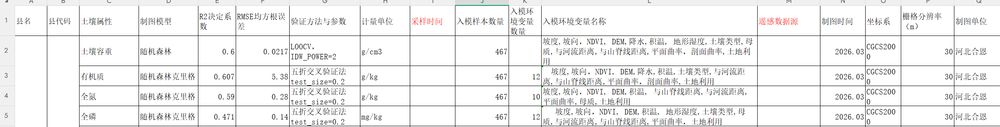 A B C D E F G H I J K L M N O P Q
1 县名 县代码 土壤属性 制图模型 R2决定系数 RMSE均方根误差 验证方法与参数 计量单位 采样时间 入模样本数量 入模环境变量数量 入模环境变量名称 遥感数据源 制图时间 坐标系 栅格分辨率（m） 制图单位
2 土壤容重 随机森林 0.6 0.0217 LOOCV, IDW_POWER=2 g/cm3 467 坡度,坡向, NDVI, DEM,降水,积温, 地形湿度,土壤类型,母质,与河流距离,与山脊线距离,平面曲率, 剖面曲率,土地利用 2026.03 CGCS2000 30 河北合恩
3 有机质 随机森林克里格 0.607 5.38 五折交叉验证法 test_size=0.2 g/kg 467 12 坡度,坡向, NDVI, DEM,降水,积温,土壤类型,与河流距离,与山脊线距离,平面曲率, 剖面曲率,土地利用 2026.03 CGCS2000 30 河北合恩
4 全氮 随机森林克里格 0.59 0.28 五折交叉验证法 test_size=0.2 g/kg 467 10 坡度,坡向, NDVI, DEM,积温, 与山脊线距离,与河流距离,平面曲率,母质,土地利用 2026.03 CGCS2000 30 河北合恩
5 全磷 随机森林克里格 0.471 0.14 五折交叉验证法 test_size=0.2 mg/kg 467 12 坡度,坡向, NDVI, DEM,积温, 地形湿度,土壤类型,母质,与河流距离,与山脊线距离,平面曲率, 土地利用 2026.03 CGCS2000 30 河北合恩